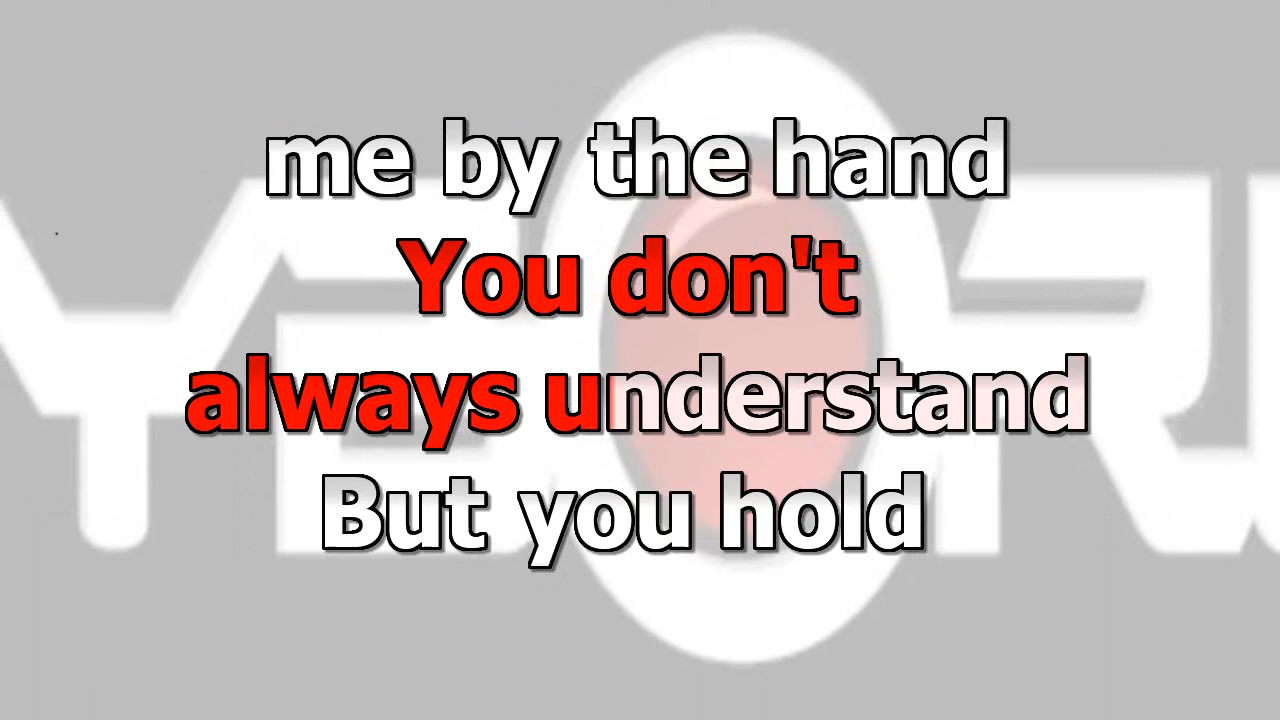 me by the hand
You don't
always understand
But you hold